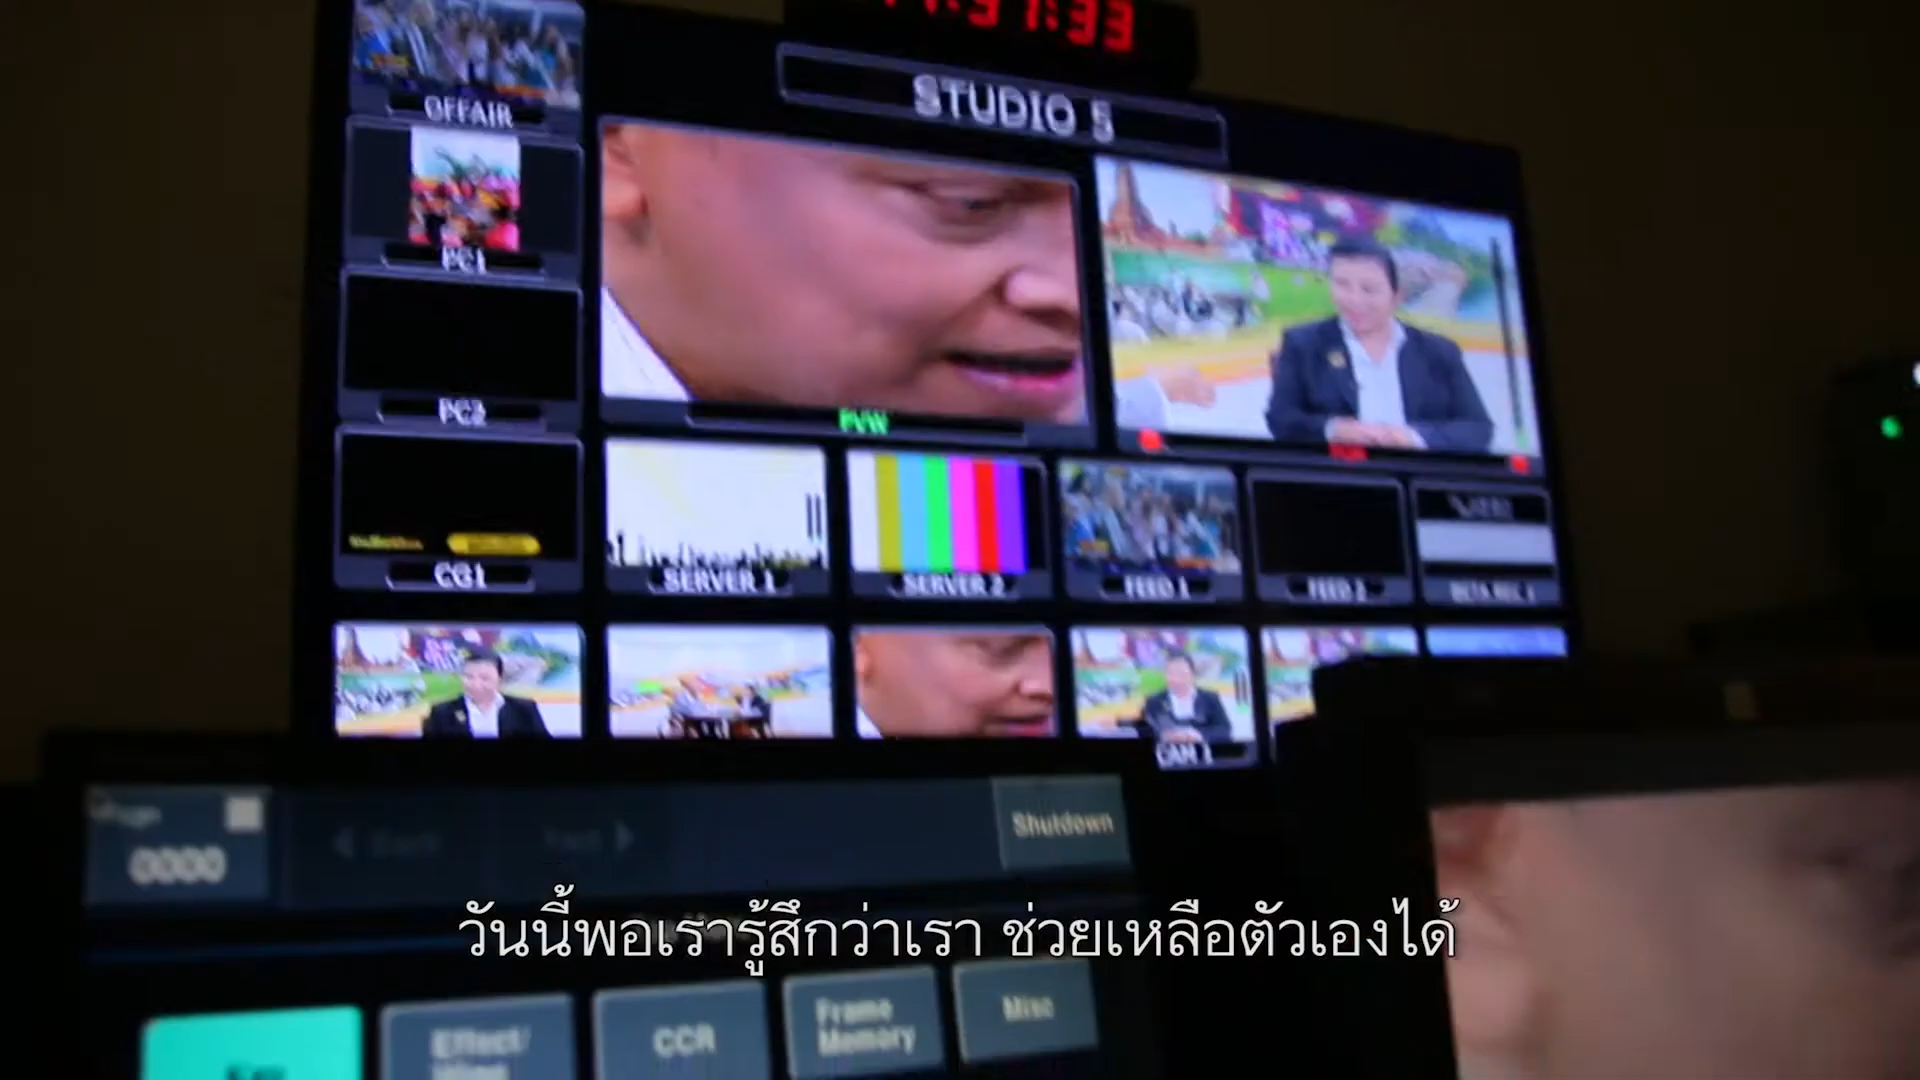 STUDIO 5
OFFAIR
PC1
PC2
PVW
CG1
SERVER 1
SERVER 2
FEED 1
FEED 2
CAM 1
0000
Shutdown
วันนี้พอเรารู้สึกว่าเรา ช่วยเหลือตัวเองได้
Effect/
CCR
Frame
Memory
Misc